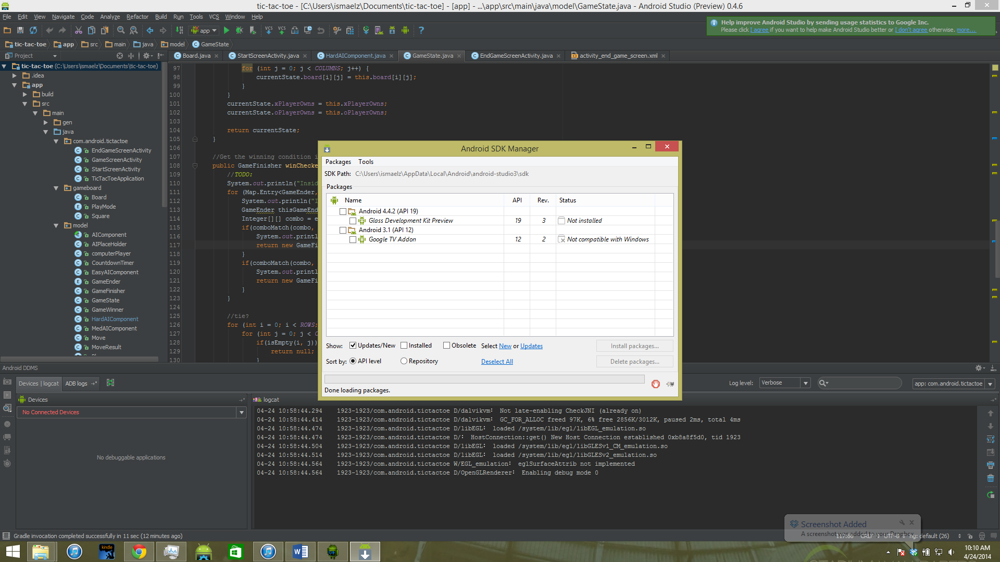 tic-tac-toe - [C:\Users\ismaelz\Documents\tic-tac-toe] - [app] - ...\app\src\main\java\model\GameState.java - Android Studio (Preview) 0.4.6
File Edit View Navigate Code Analyze Refactor Build Run Tools VCS Window Help
app
Help improve Android Studio by sending usage statistics to Google Inc.
Please click I agree if you want to help make Android Studio better or I don't agree otherwise. more...
tic-tac-toe app src main java model GameState
Project
Board.java StartScreenActivity.java HardAIComponent.java GameState.java EndGameScreenActivity.java activity_end_game_screen.xml
tic-tac-toe (C:\Users\ismaelz\Documents\tic-tac-toe)
.idea
app
build
src
main
gen
java
com.android.tictactoe
EndGameScreenActivity
GameScreenActivity
StartScreenActivity
TicTacToeApplication
gameboard
Board
PlayMode
Square
model
AIComponent
AIPlaceHolder
computerPlayer
CountdownTimer
EasyAIComponent
GameEnder
GameFinisher
GameState
GameWinner
HardAIComponent
MedAIComponent
Move
MoveResult
97 for (int j = 0; j < COLUMNS; j++) {
98 currentState.board[i][j] = this.board[i][j];
99 }
100 }
101 currentState.xPlayerOwns = this.xPlayerOwns;
102 currentState.oPlayerOwns = this.oPlayerOwns;
103
104 return currentState;
105 }
106
107 //Get the winning condition i
108 public GameFinisher winChecke
109 //TODO:
110 System.out.println("Insid
111 for (Map.Entry<GameEnder,
112 System.out.println("I
113 GameEnder thisGameEnd
114 Integer[][] combo = e
115 if(comboMatch(combo,
116 System.out.printl
117 return new GameFi
118 }
119 if(comboMatch(combo,
120 System.out.printl
121 return new GameFi
122 }
123 }
124
125 //tie?
126 for (int i = 0; i < ROWS;
127 for (int j = 0; j < C
128 if(isEmpty(i, j))
129 return null;
130 }
Android SDK Manager
Packages Tools
SDK Path: C:\Users\ismaelz\AppData\Local\Android\android-studio3\sdk
Packages
Name API Rev. Status
Android 4.4.2 (API 19)
Glass Development Kit Preview 19 3 Not installed
Android 3.1 (API 12)
Google TV Addon 12 2 Not compatible with Windows
Show: Updates/New Installed Obsolete Select New or Updates Install packages...
Sort by: API level Repository Deselect All Delete packages...
Done loading packages.
Android DDMS
Devices | logcat ADB logs
Log level: Verbose app: com.android.tictactoe
Devices
No Connected Devices
No debuggable applications
logcat
04-24 10:58:44.294 1923-1923/com.android.tictactoe D/dalvikvm: Not late-enabling CheckJNI (already on)
04-24 10:58:44.414 1923-1923/com.android.tictactoe D/dalvikvm: GC_FOR_ALLOC freed 97K, 6% free 2856K/3012K, paused 2ms, total 4ms
04-24 10:58:44.474 1923-1923/com.android.tictactoe D/libEGL: loaded /system/lib/egl/libEGL_emulation.so
04-24 10:58:44.474 1923-1923/com.android.tictactoe D/: HostConnection::get() New Host Connection established 0xb8a8f5d0, tid 1923
04-24 10:58:44.504 1923-1923/com.android.tictactoe D/libEGL: loaded /system/lib/egl/libGLESv1_CM_emulation.so
04-24 10:58:44.514 1923-1923/com.android.tictactoe D/libEGL: loaded /system/lib/egl/libGLESv2_emulation.so
04-24 10:58:44.564 1923-1923/com.android.tictactoe W/EGL_emulation: eglSurfaceAttrib not implemented
04-24 10:58:44.564 1923-1923/com.android.tictactoe D/OpenGLRenderer: Enabling debug mode 0
Screenshot Added
A screenshot was added to your Dropbox.
Gradle invocation completed successfully in 11 sec (12 minutes ago)
117:66 CRLF UTF-8 ng: default (26)
kindle
10:10 AM
4/24/2014